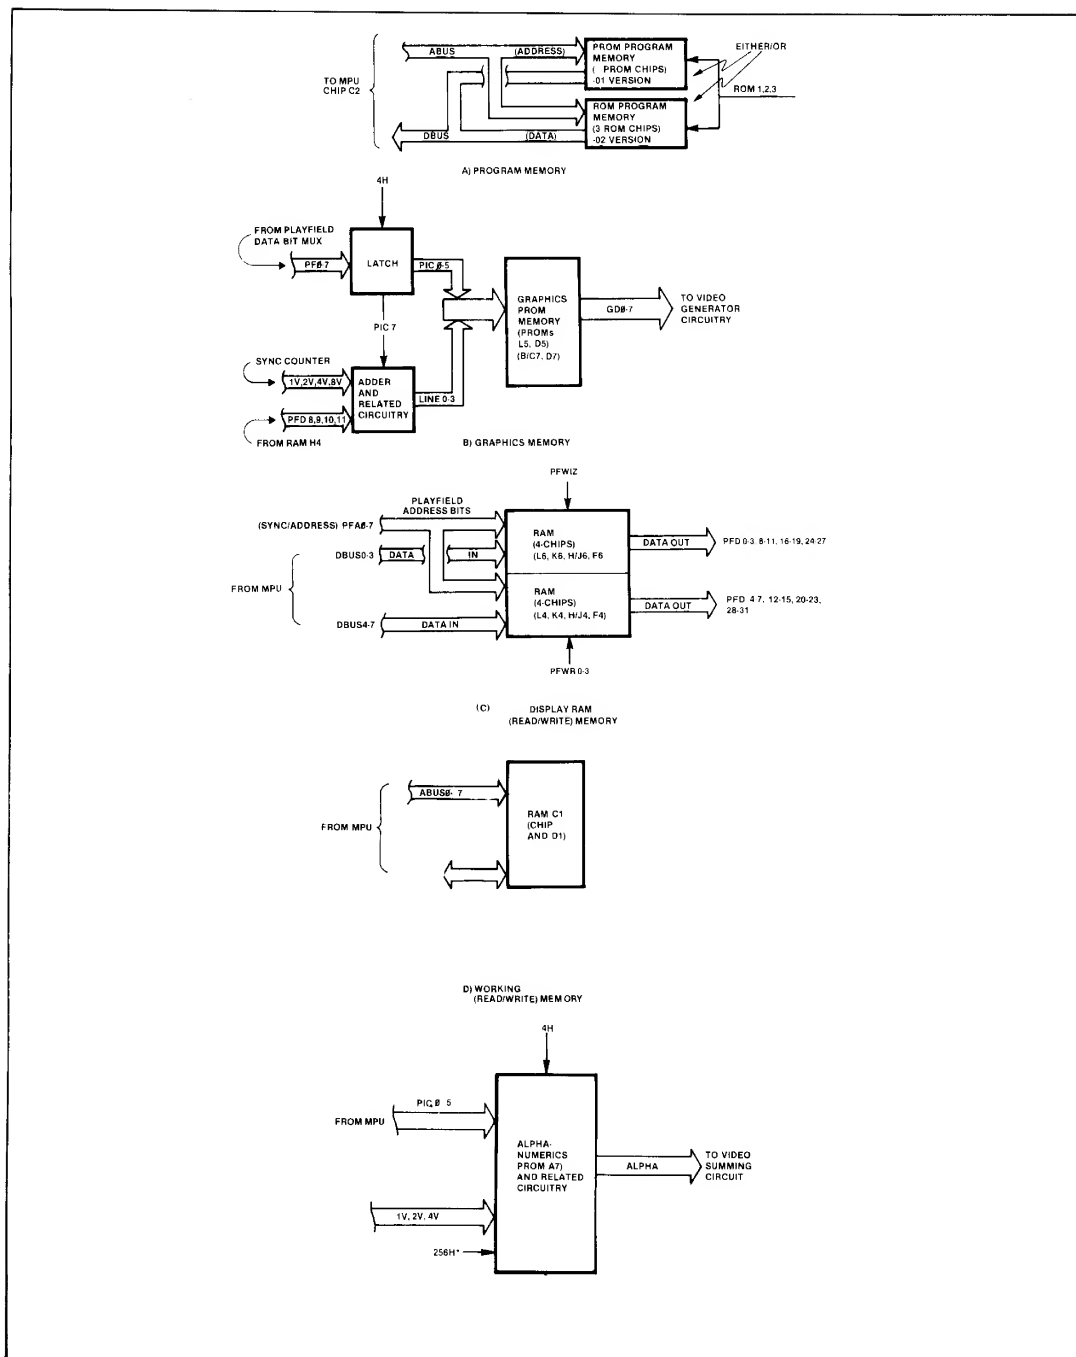 ABUS (ADDRESS)
PROM PROGRAM
MEMORY
( PROM CHIPS)
-01 VERSION
EITHER/OR
TO MPU
CHIP C2
ROM 1,2,3
ROM PROGRAM
MEMORY
(3 ROM CHIPS)
-02 VERSION
DBUS (DATA)
A) PROGRAM MEMORY
4H
FROM PLAYFIELD
DATA BIT MUX
PFØ-7
LATCH
PIC Ø-5
GRAPHICS
PROM
MEMORY
(PROMs
L5, D5)
(B/C7, D7)
GDØ-7
TO VIDEO
GENERATOR
CIRCUITRY
PIC 7
SYNC COUNTER
1V,2V,4V,8V
ADDER
AND
RELATED
CIRCUITRY
LINE 0-3
PFD 8,9,10,11
FROM RAM H4
B) GRAPHICS MEMORY
PFWIZ
PLAYFIELD
ADDRESS BITS
(SYNC/ADDRESS) PFAØ-7
RAM
(4-CHIPS)
(L6, K6, H/J6, F6
DATA OUT
PFD 0-3, 8-11, 16-19, 24-27
DBUS0-3
DATA IN
FROM MPU
RAM
(4-CHIPS)
(L4, K4, H/J4, F4)
DATA OUT
PFD 4-7, 12-15, 20-23,
28-31
DBUS4-7
DATA IN
PFWR 0-3
(C) DISPLAY RAM
(READ/WRITE) MEMORY
ABUSØ- 7
FROM MPU
RAM C1
(CHIP
AND D1)
D) WORKING
(READ/WRITE) MEMORY
4H
PIC Ø 5
FROM MPU
ALPHA-
NUMERICS
PROM A7)
AND RELATED
CIRCUITRY
ALPHA
TO VIDEO
SUMMING
CIRCUIT
1V, 2V, 4V
256H*